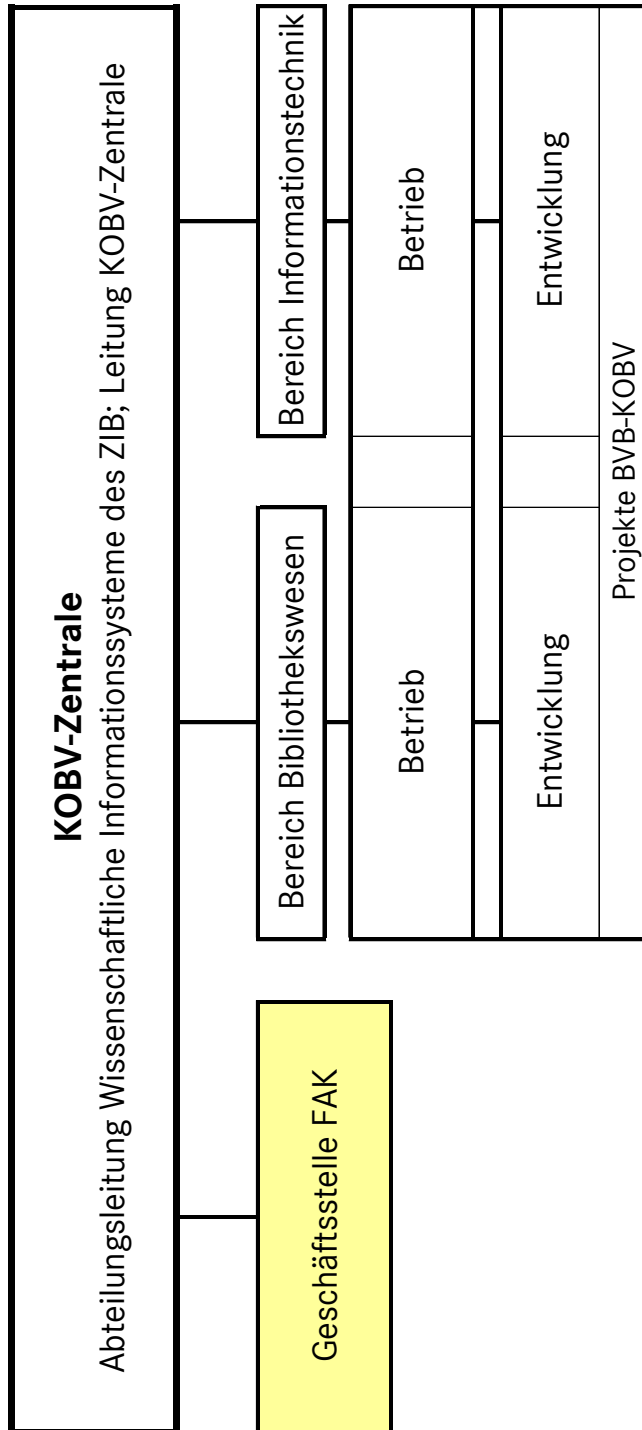 KOBV-Zentrale
Abteilungsleitung Wissenschaftliche Informationssysteme des ZIB; Leitung KOBV-Zentrale
Geschäftsstelle FAK
Bereich Bibliothekswesen
Bereich Informationstechnik
Betrieb
Betrieb
Entwicklung
Entwicklung
Projekte BVB-KOBV